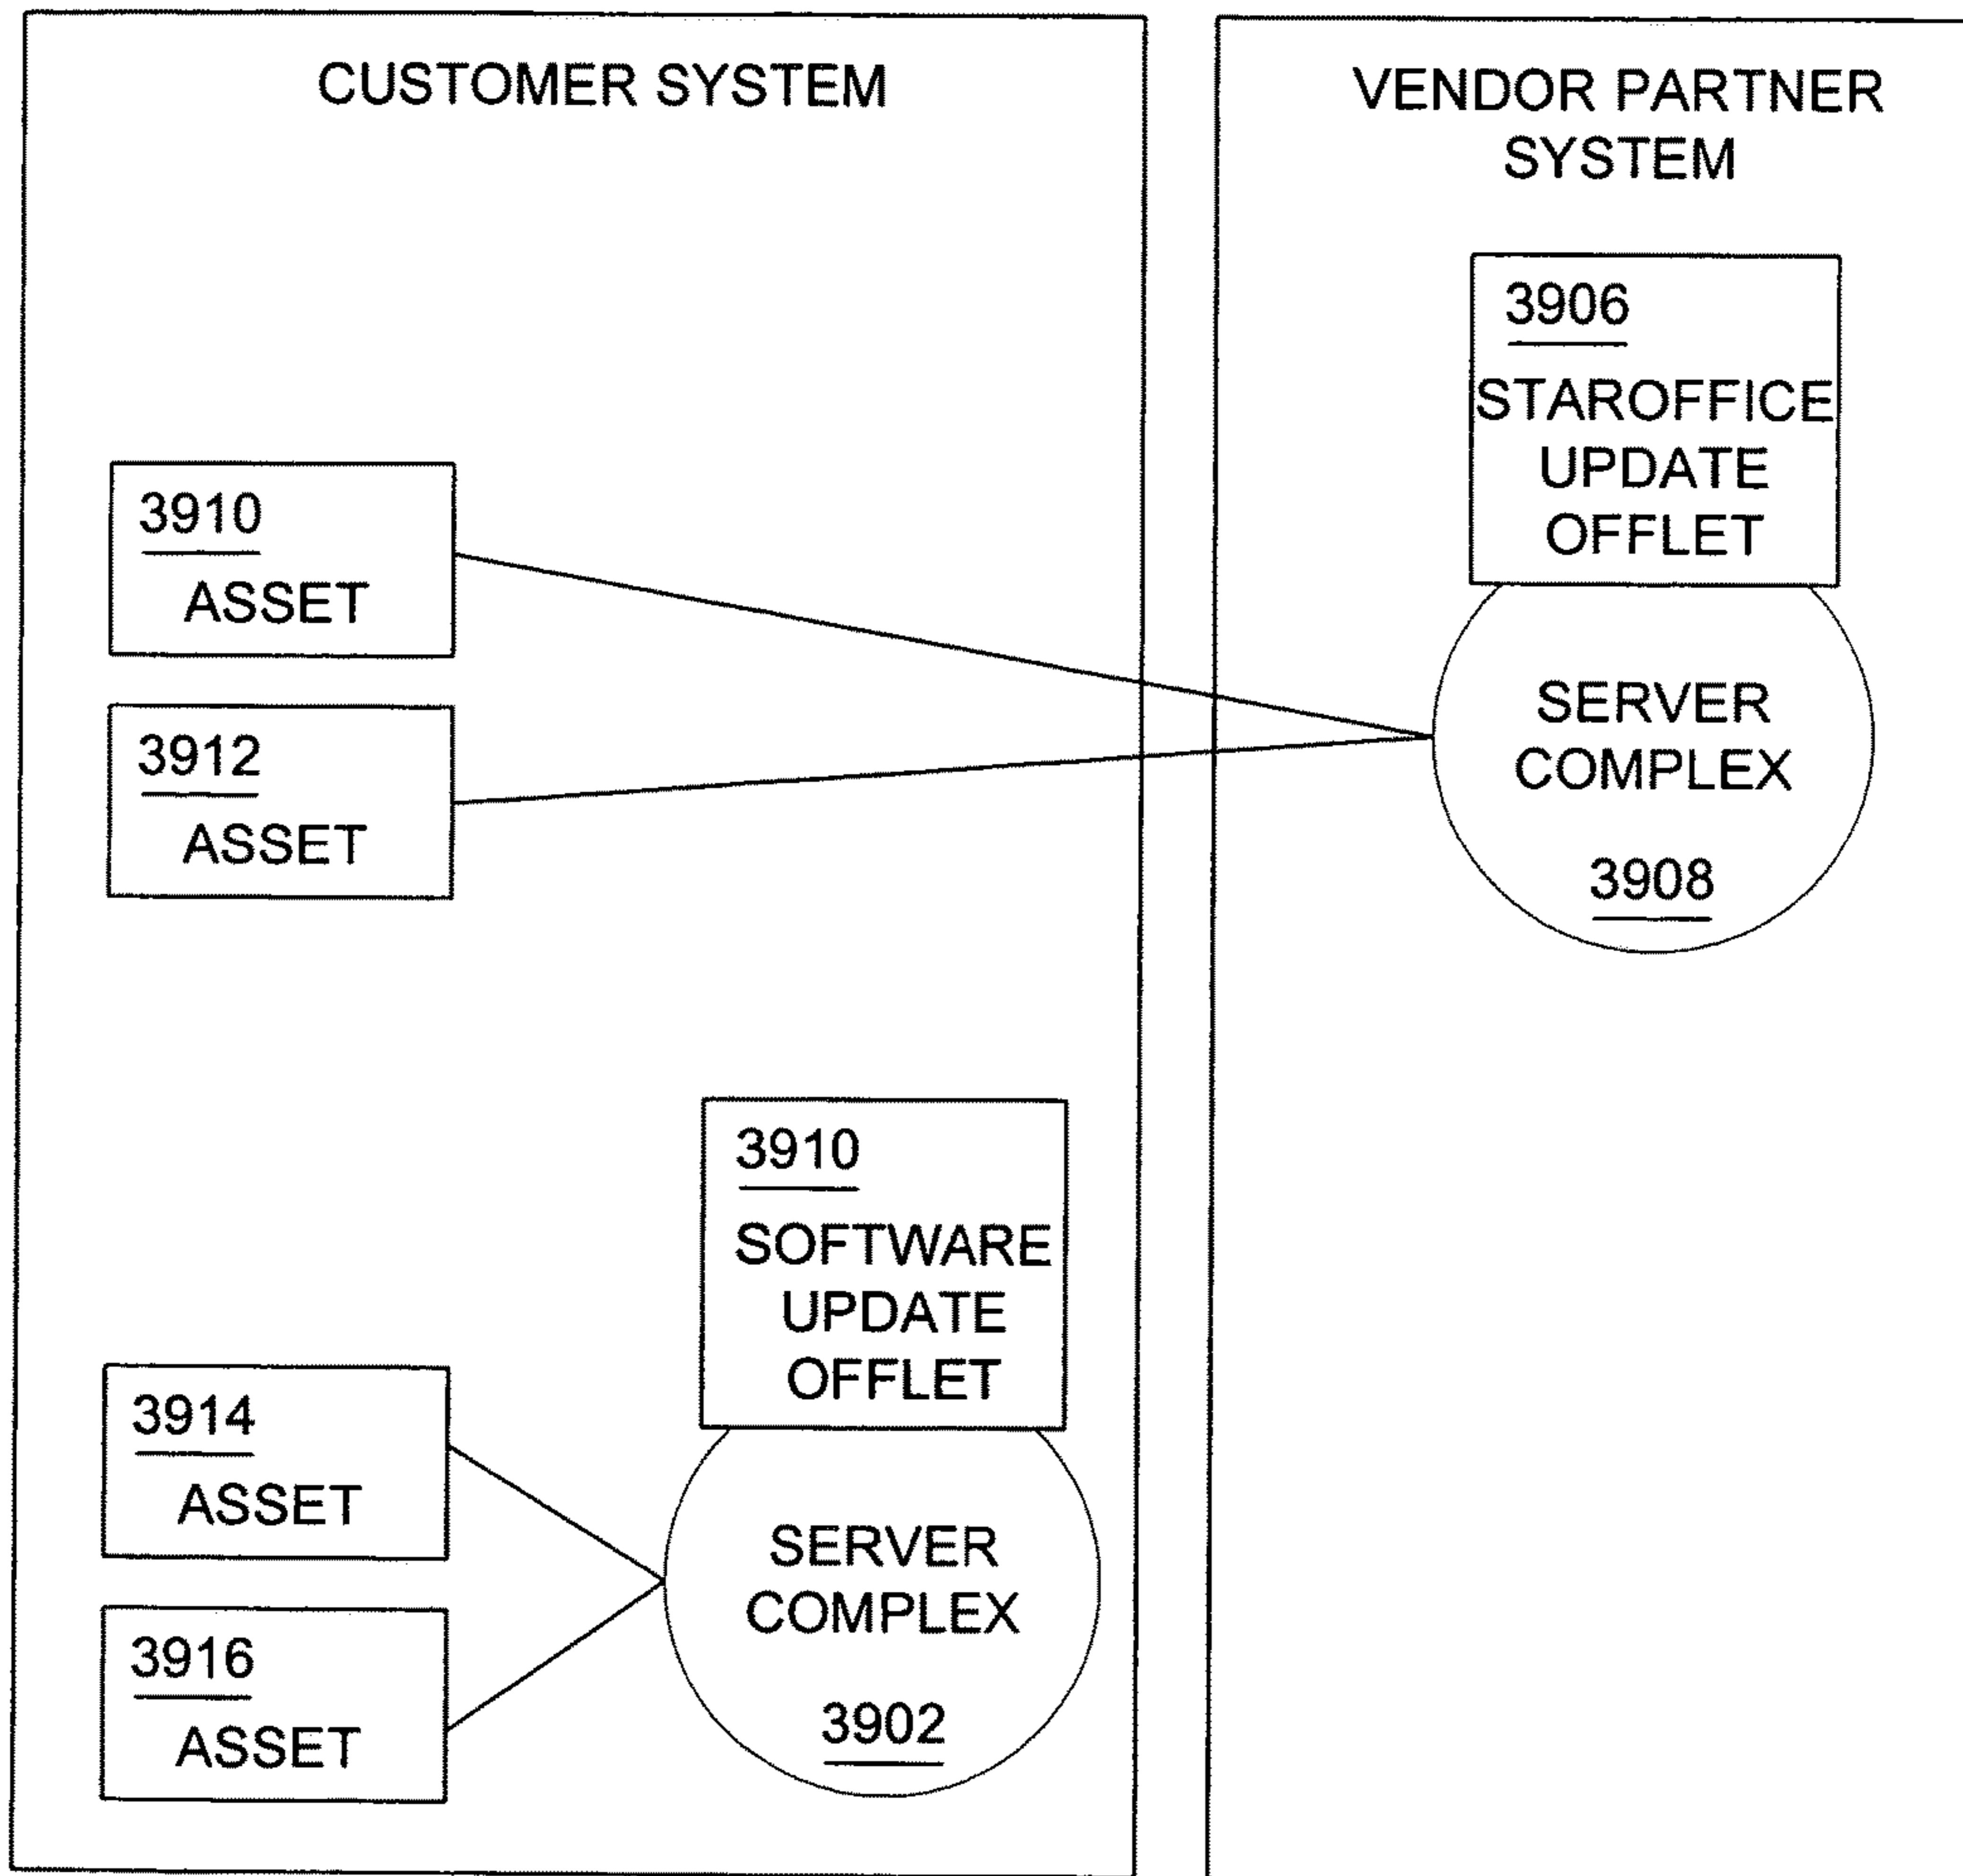 CUSTOMER SYSTEM
VENDOR PARTNER
SYSTEM
3906
STAROFFICE
UPDATE
OFFLET
3910
ASSET
SERVER
COMPLEX
3908
3912
ASSET
3910
SOFTWARE
UPDATE
OFFLET
3914
ASSET
SERVER
COMPLEX
3902
3916
ASSET